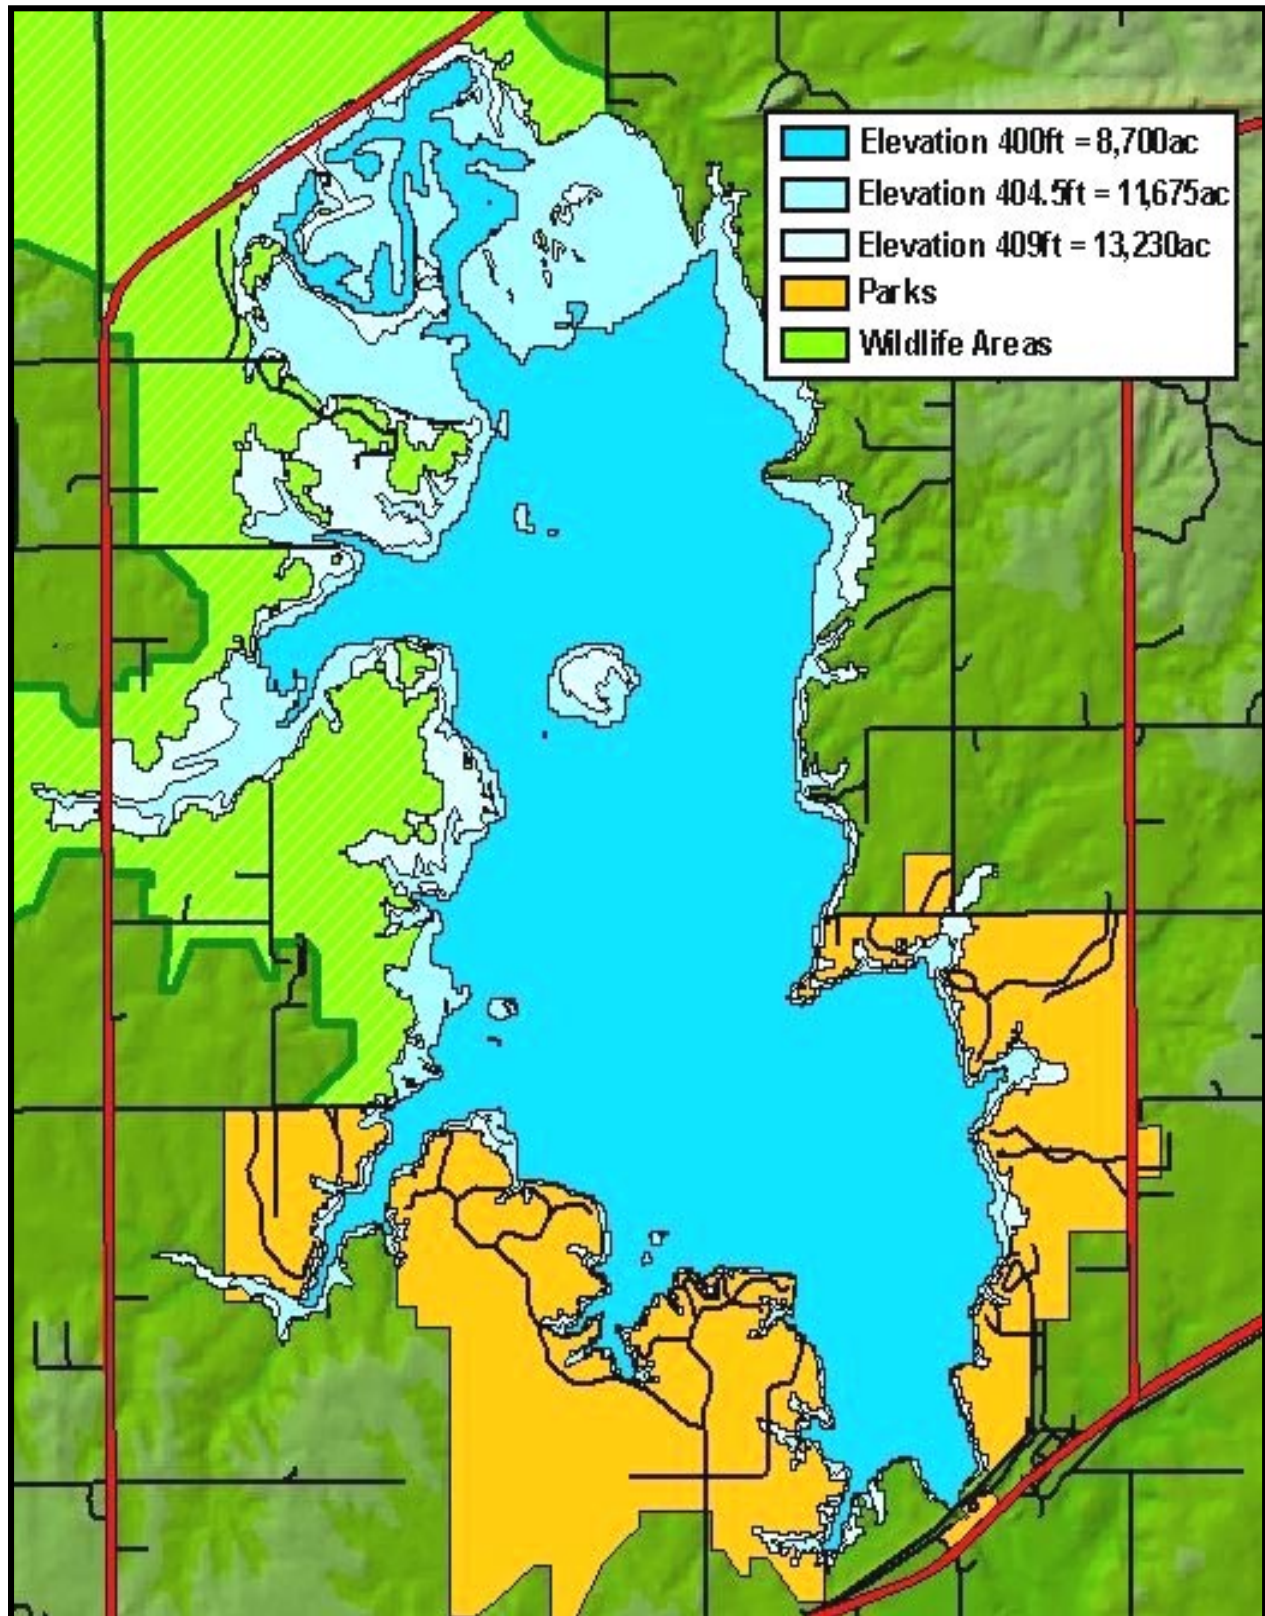 Elevation 400ft = 8,700ac
Elevation 404.5ft = 11,675ac
Elevation 409ft = 13,230ac
Parks
Wildlife Areas